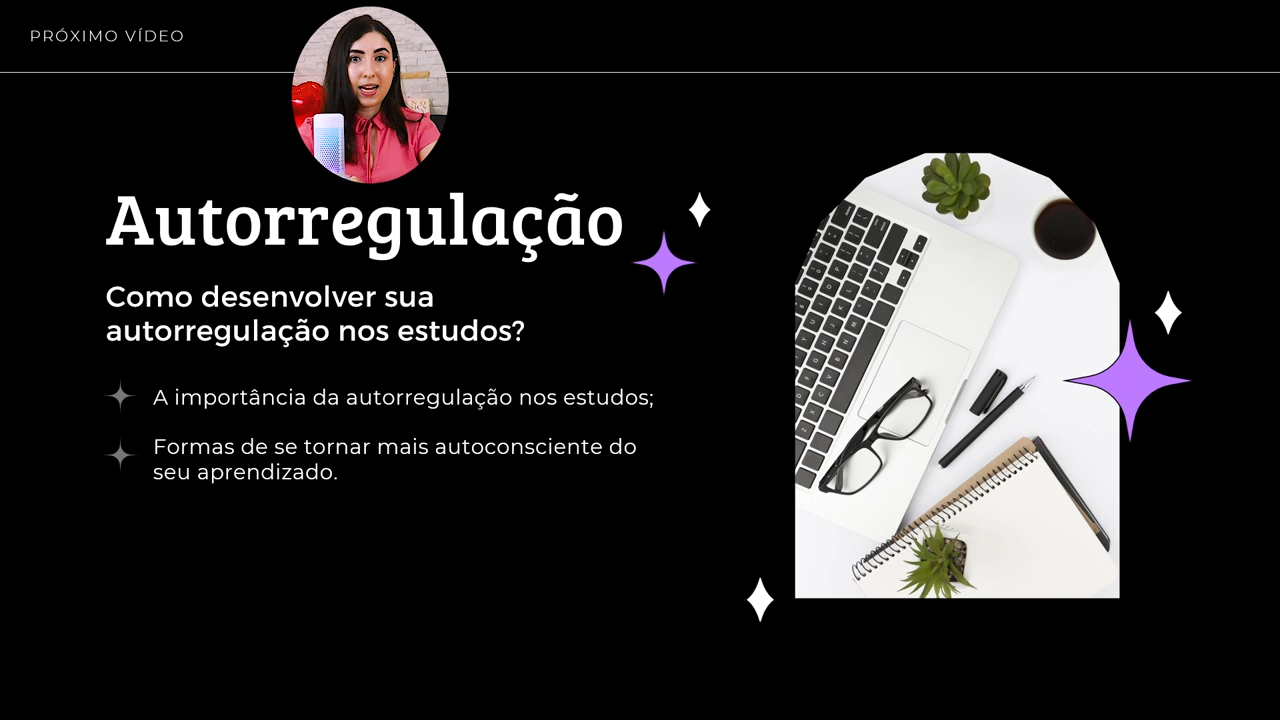 PRÓXIMO VÍDEO
Autorregulação
Como desenvolver sua
autorregulação nos estudos?
A importância da autorregulação nos estudos;
Formas de se tornar mais autoconsciente do
seu aprendizado.